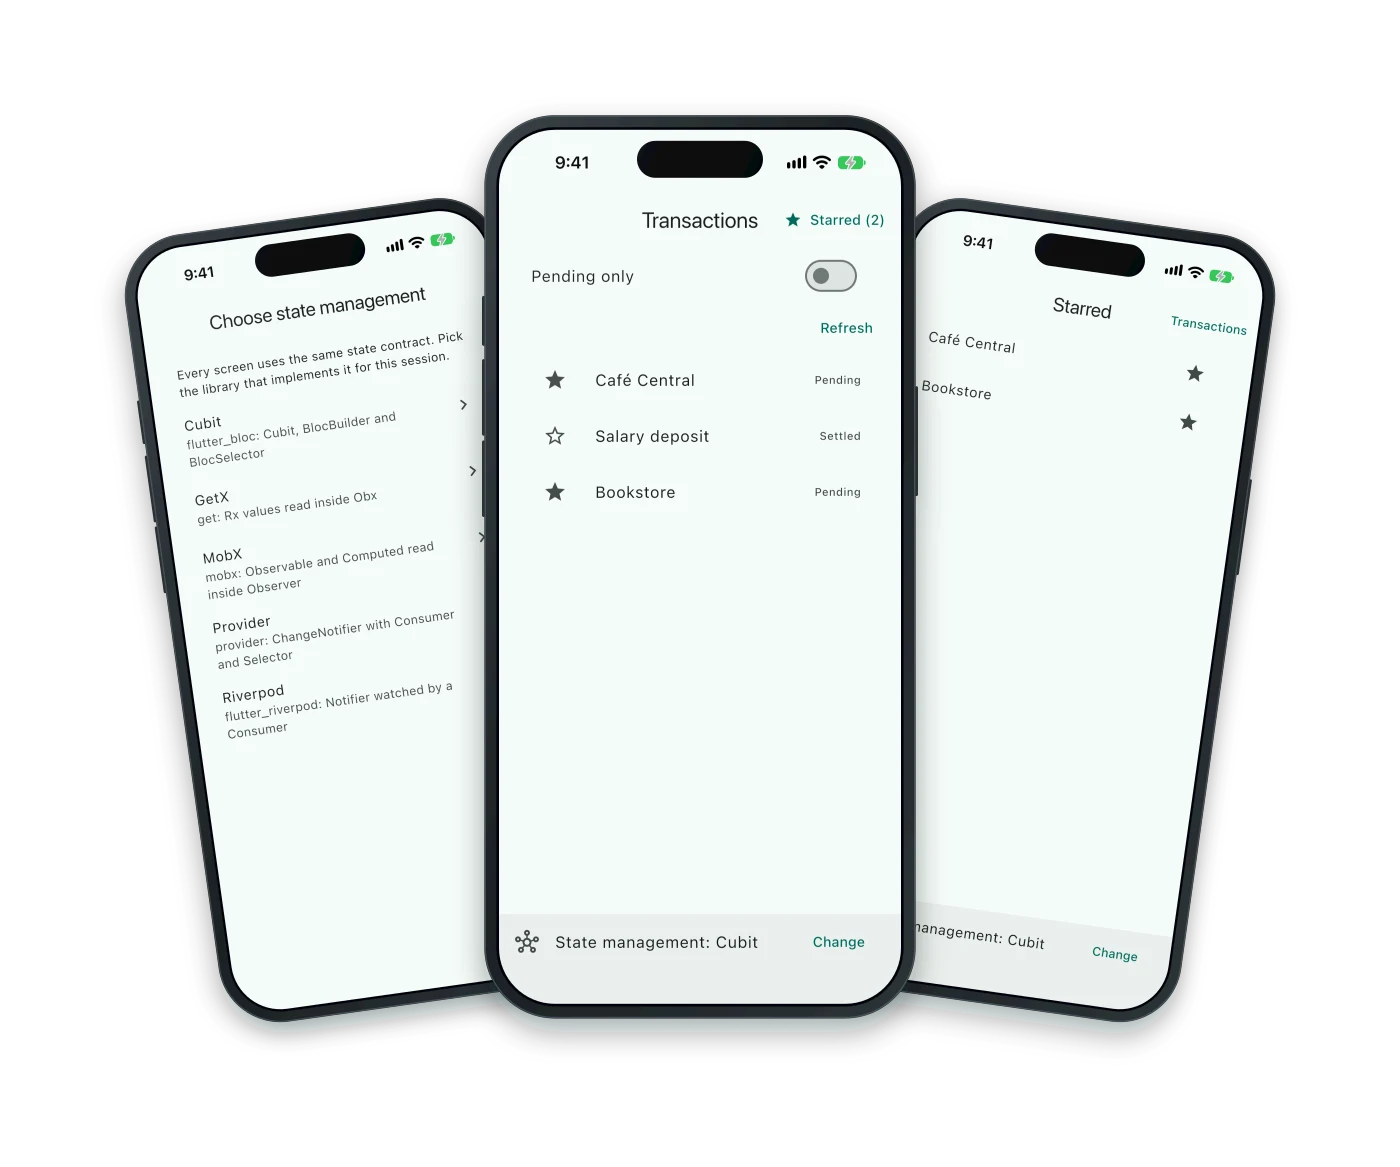 9:41
Choose state management
Every screen uses the same state contract. Pick
the library that implements it for this session.
Cubit
flutter_bloc: Cubit, BlocBuilder and
BlocSelector
GetX
get: Rx values read inside Obx
MobX
mobx: Observable and Computed read
inside Observer
Provider
provider: ChangeNotifier with Consumer
and Selector
Riverpod
flutter_riverpod: Notifier watched by a
Consumer
9:41
Transactions
Starred (2)
Pending only
Refresh
Café Central
Pending
Salary deposit
Settled
Bookstore
Pending
State management: Cubit
Change
9:41
Starred
Transactions
Café Central
Bookstore
Cubit
Change